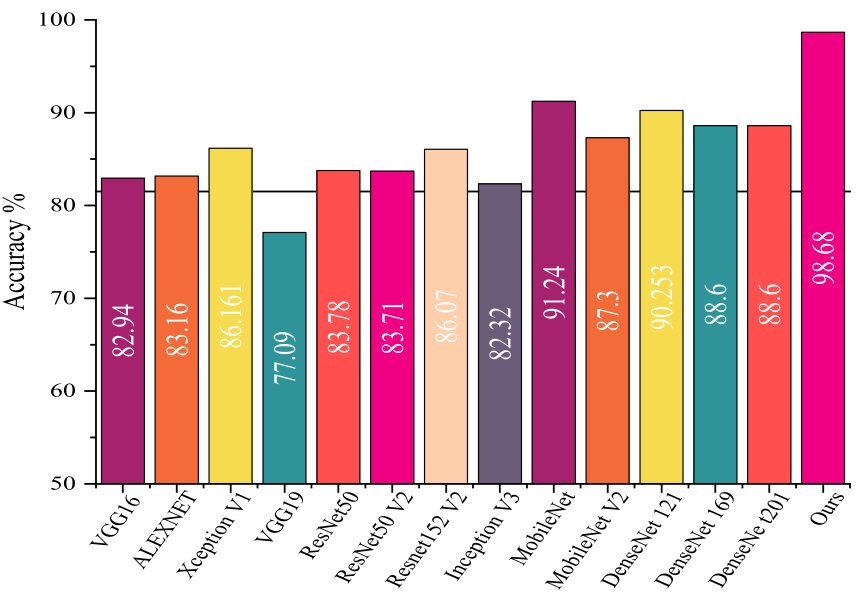 100
90
80
70
60
50
Accuracy %
82.94
83.16
86.161
77.09
83.78
83.71
86.07
82.32
91.24
87.3
90.253
88.6
88.6
98.68
VGG16
ALEXNET
Xception V1
VGG19
ResNet50
ResNet50 V2
Resnet152 V2
Inception V3
MobileNet
MobileNet V2
DenseNet 121
DenseNet 169
DenseNe t201
Ours